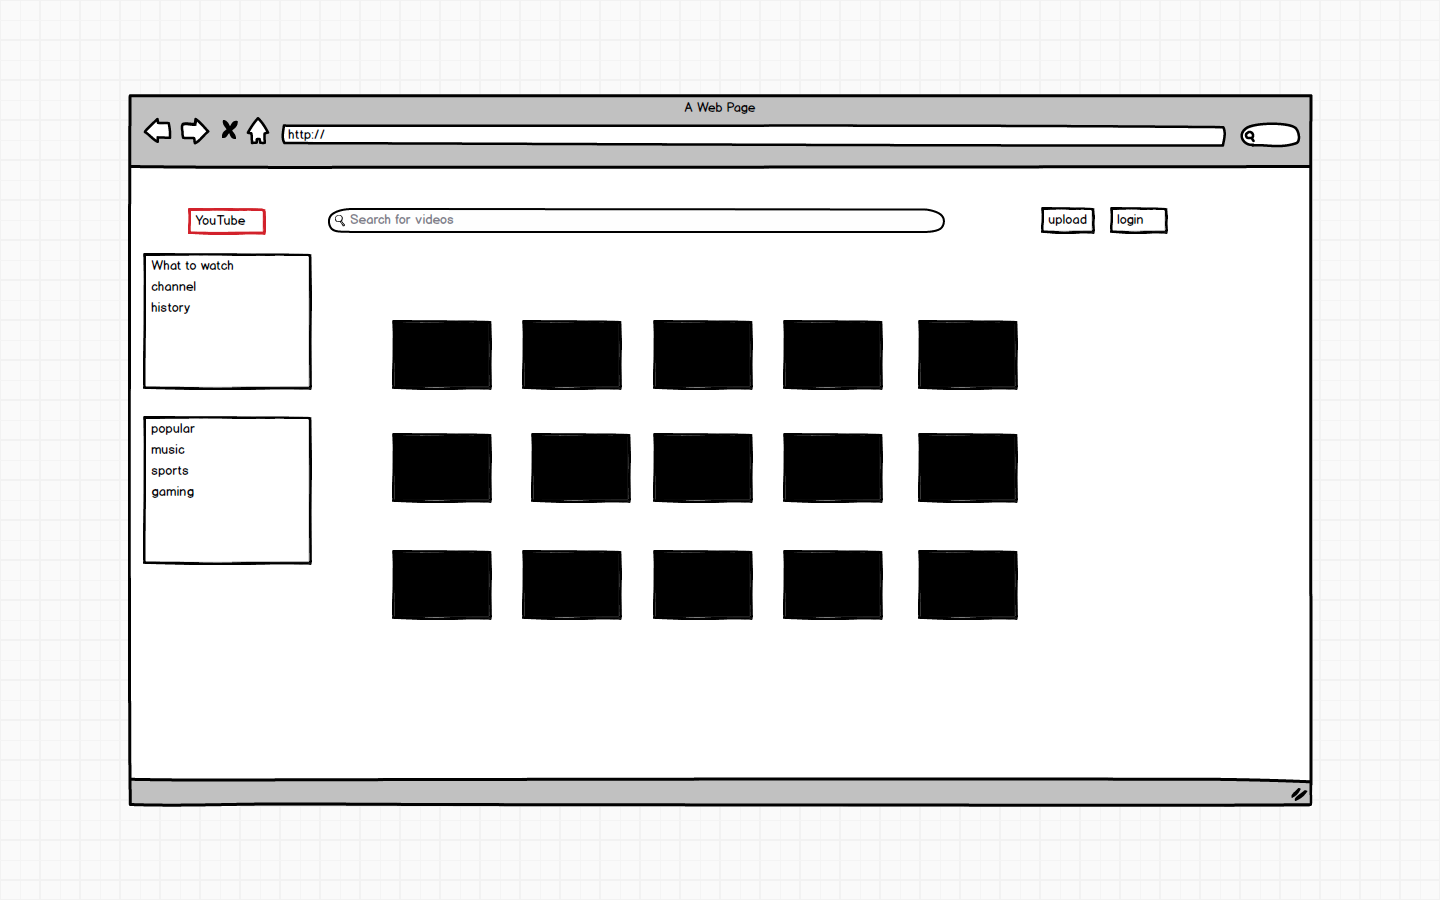 A Web Page
http://
YouTube
Search for videos
upload
login
What to watch
channel
history
popular
music
sports
gaming